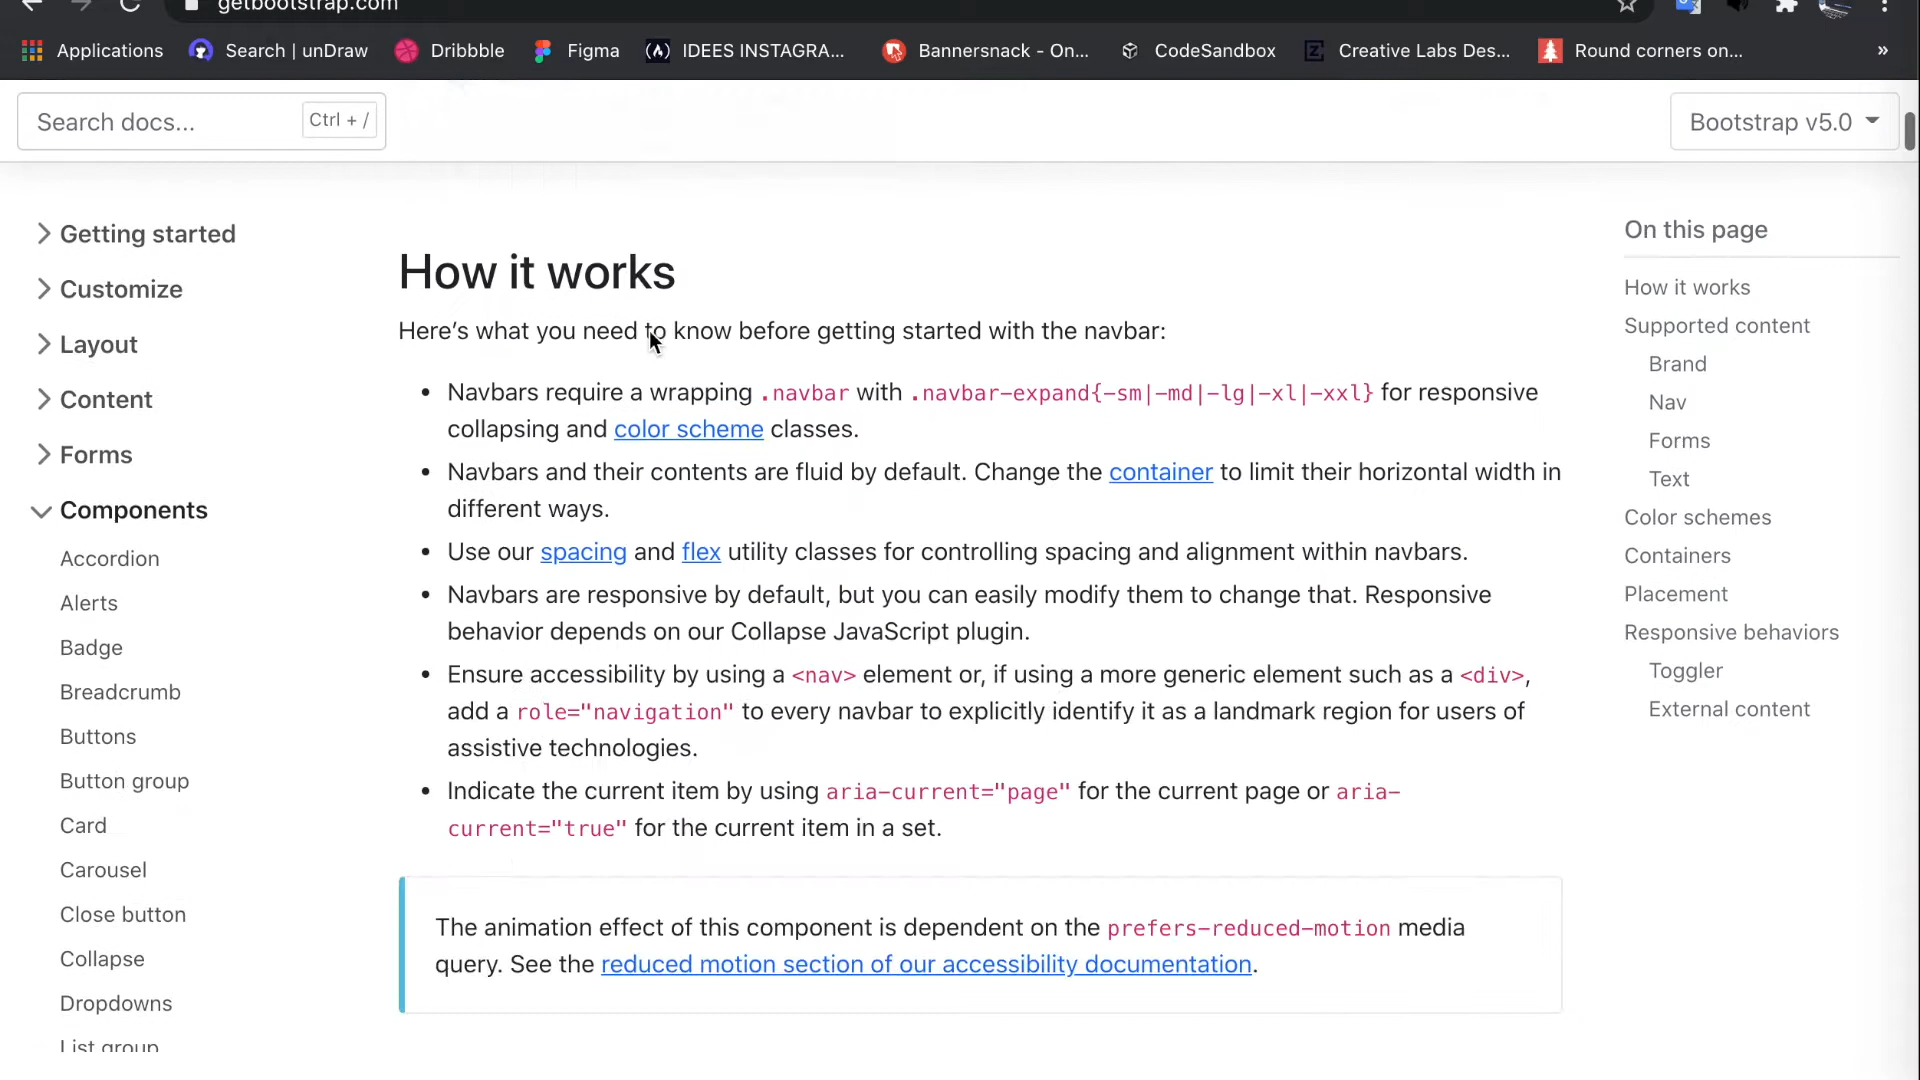 getbootstrap.com
Applications
Search | unDraw
Dribbble
Figma
IDEES INSTAGRA...
Bannersnack - On...
CodeSandbox
Creative Labs Des...
Round corners on...
»
Search docs...
Ctrl + /
Bootstrap v5.0
Getting started
Customize
Layout
Content
Forms
Components
Accordion
Alerts
Badge
Breadcrumb
Buttons
Button group
Card
Carousel
Close button
Collapse
Dropdowns
List group
How it works
Here’s what you need to know before getting started with the navbar:
• Navbars require a wrapping .navbar with .navbar-expand{-sm|-md|-lg|-xl|-xxl} for responsive
collapsing and color scheme classes.
• Navbars and their contents are fluid by default. Change the container to limit their horizontal width in
different ways.
• Use our spacing and flex utility classes for controlling spacing and alignment within navbars.
• Navbars are responsive by default, but you can easily modify them to change that. Responsive
behavior depends on our Collapse JavaScript plugin.
• Ensure accessibility by using a <nav> element or, if using a more generic element such as a <div>,
add a role="navigation" to every navbar to explicitly identify it as a landmark region for users of
assistive technologies.
• Indicate the current item by using aria-current="page" for the current page or aria-
current="true" for the current item in a set.
The animation effect of this component is dependent on the prefers-reduced-motion media
query. See the reduced motion section of our accessibility documentation.
On this page
How it works
Supported content
Brand
Nav
Forms
Text
Color schemes
Containers
Placement
Responsive behaviors
Toggler
External content